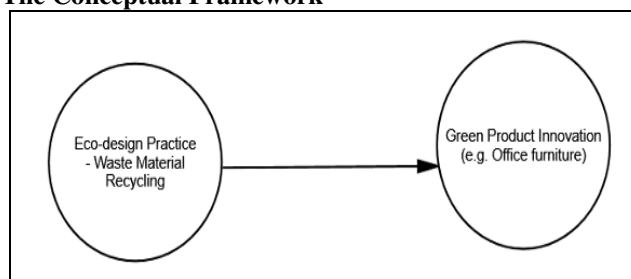 The Conceptual Framework
Eco-design Practice
- Waste Material
Recycling
Green Product Innovation
(e.g. Office furniture)